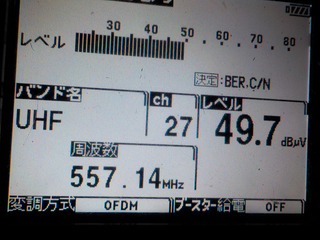 30 40 50 60 70 80
レベル
決定:BER,C/N
バンド名 ch レベル
UHF 27 49.7 dBμV
周波数
557.14MHz
変調方式 OFDM ブースター給電 OFF